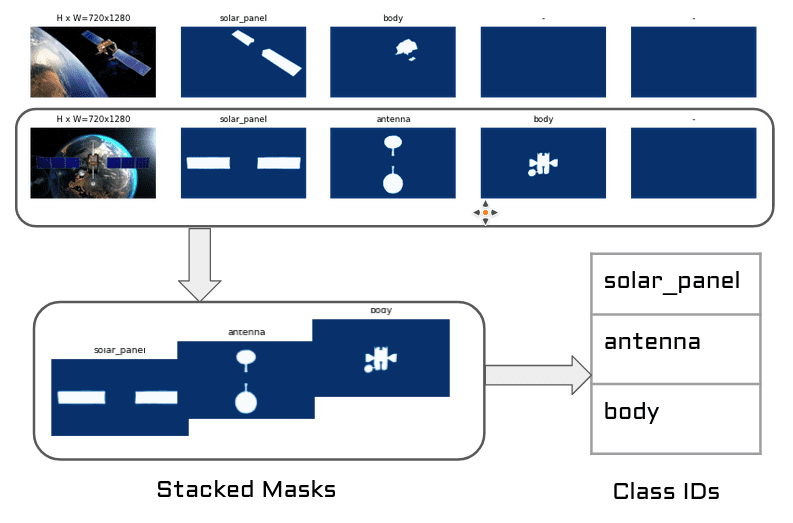 H x W=720x1280 solar_panel body - -
H x W=720x1280 solar_panel antenna body -
solar_panel
antenna
body
solar_panel
antenna
body
Stacked Masks
Class IDs